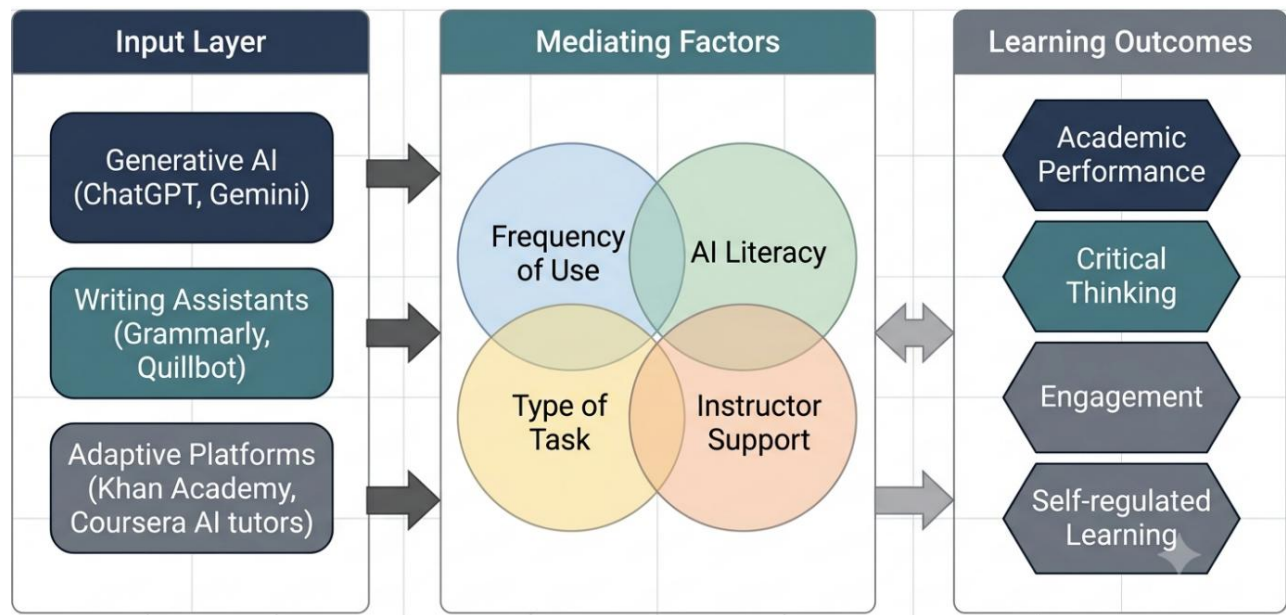 Input Layer
Generative AI
(ChatGPT, Gemini)
Writing Assistants
(Grammarly,
Quillbot)
Adaptive Platforms
(Khan Academy,
Coursera AI tutors)
Mediating Factors
Frequency
of Use
AI Literacy
Type of
Task
Instructor
Support
Learning Outcomes
Academic
Performance
Critical
Thinking
Engagement
Self-regulated
Learning